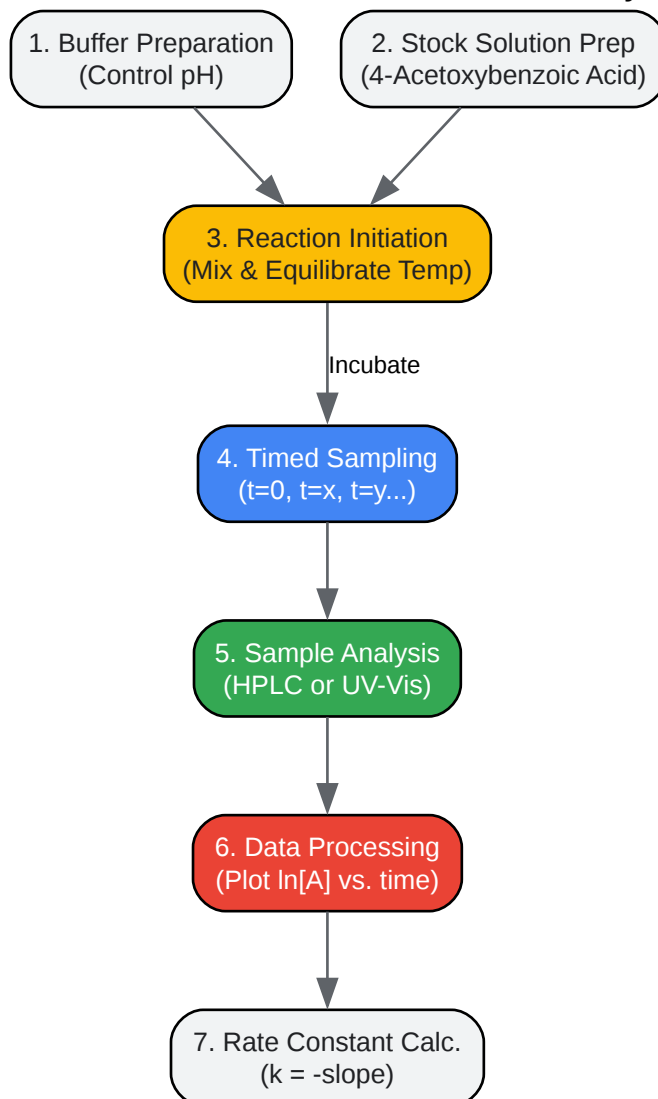 1. Buffer Preparation
(Control pH)
2. Stock Solution Prep
(4-Acetoxybenzoic Acid)
3. Reaction Initiation
(Mix & Equilibrate Temp)
Incubate
4. Timed Sampling
(t=0, t=x, t=y...)
5. Sample Analysis
(HPLC or UV-Vis)
6. Data Processing
(Plot ln[A] vs. time)
7. Rate Constant Calc.
(k = -slope)